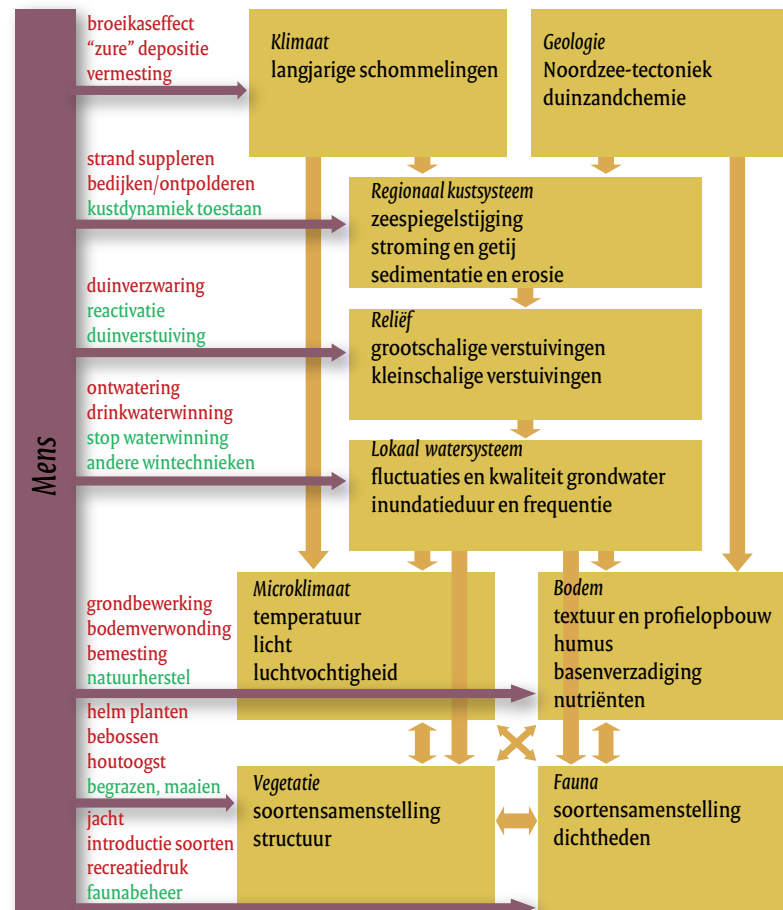 Mens
broeikaseffect
“zure” depositie
vermesting
Klimaat
langjarige schommelingen
Geologie
Noordzee-tectoniek
duinzandchemie
strand suppleren
bedijken/ontpolderen
kustdynamiek toestaan
Regionaal kustsysteem
zeespiegelstijging
stroming en getij
sedimentatie en erosie
duinverzwaring
reactivatie
duinverstuiving
Reliëf
grootschalige verstuivingen
kleinschalige verstuivingen
ontwatering
drinkwaterwinning
stop waterwinning
andere wintechnieken
Lokaal watersysteem
fluctuaties en kwaliteit grondwater
inundatieduur en frequentie
grondbewerking
bodemverwonding
bemesting
natuurherstel
Microklimaat
temperatuur
licht
luchtvochtigheid
Bodem
textuur en profielopbouw
humus
basenverzadiging
nutriënten
helm planten
bebossen
houtoogst
begrazen, maaien
Vegetatie
soortensamenstelling
structuur
Fauna
soortensamenstelling
dichtheden
jacht
introductie soorten
recreatiedruk
faunabeheer